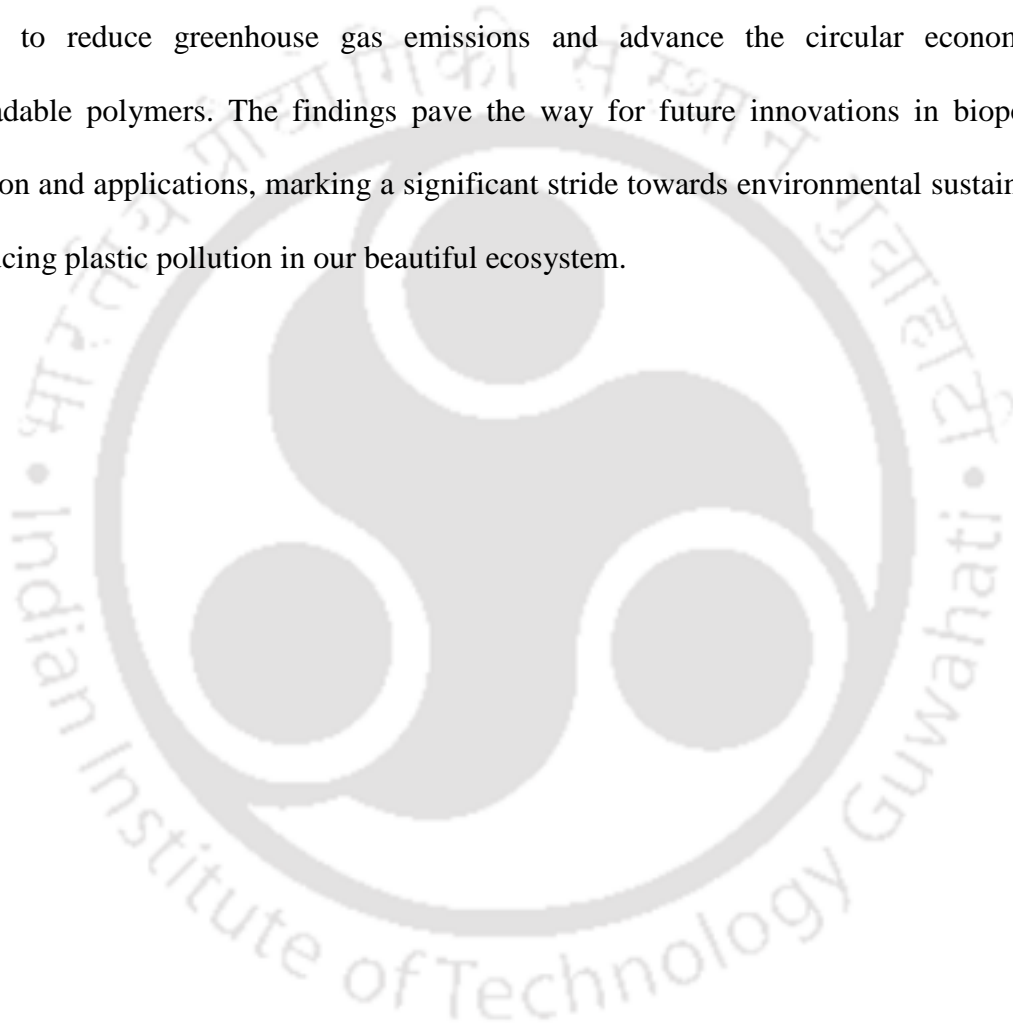 to reduce greenhouse gas emissions and advance the circular econom
adable polymers. The findings pave the way for future innovations in biop
on and applications, marking a significant stride towards environmental sustain
cing plastic pollution in our beautiful ecosystem.
भारतीय प्रौद्योगिकी संस्थान गुवाहाटी
Indian Institute of Technology Guwahati